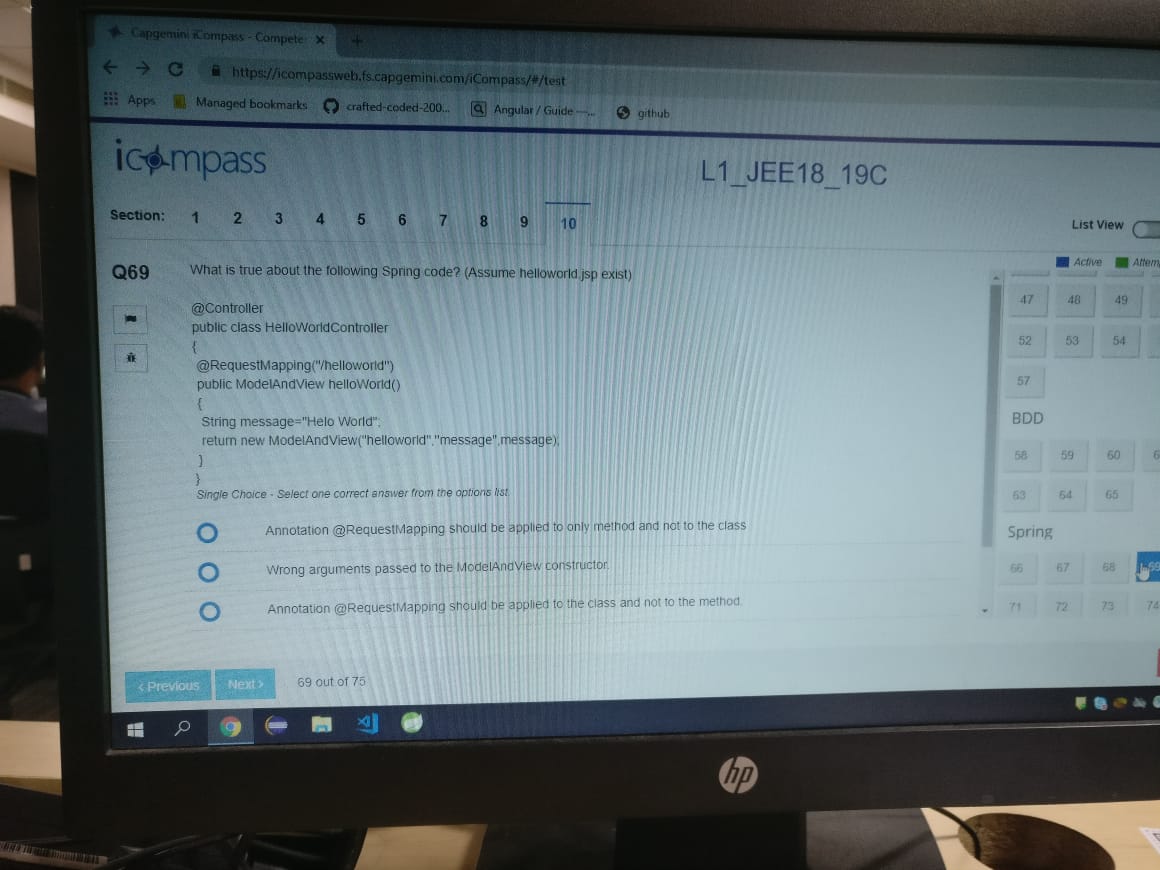 Capgemini iCompass - Compete
https://icompassweb.fs.capgemini.com/iCompass/#/test
Apps Managed bookmarks crafted-coded-200... Angular / Guide —... github
icompass
L1_JEE18_19C
Section: 1 2 3 4 5 6 7 8 9 10
List View
Active Attem
Q69 What is true about the following Spring code? (Assume helloworld.jsp exist)
@Controller
public class HelloWorldController
{
@RequestMapping("/helloworld")
public ModelAndView helloWorld()
{
String message="Helo World";
return new ModelAndView("helloworld","message",message);
}
}
Single Choice - Select one correct answer from the options list.
Annotation @RequestMapping should be applied to only method and not to the class
Wrong arguments passed to the ModelAndView constructor.
Annotation @RequestMapping should be applied to the class and not to the method.
47 48 49
52 53 54
57
BDD
58 59 60 6
63 64 65
Spring
66 67 68 69
71 72 73 74
< Previous Next > 69 out of 75
hp